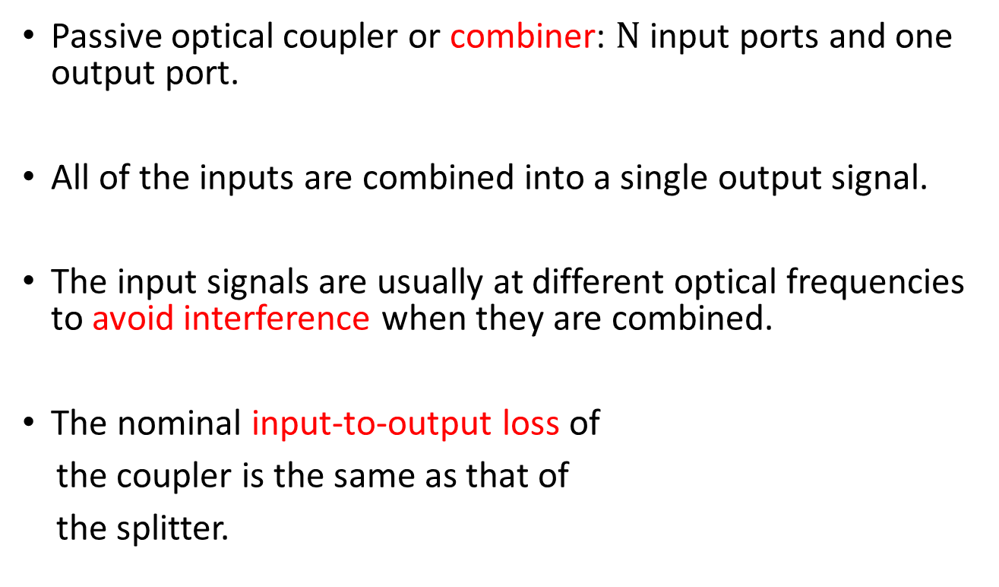 • Passive optical coupler or combiner: N input ports and one
output port.
• All of the inputs are combined into a single output signal.
• The input signals are usually at different optical frequencies
to avoid interference when they are combined.
• The nominal input-to-output loss of
the coupler is the same as that of
the splitter.